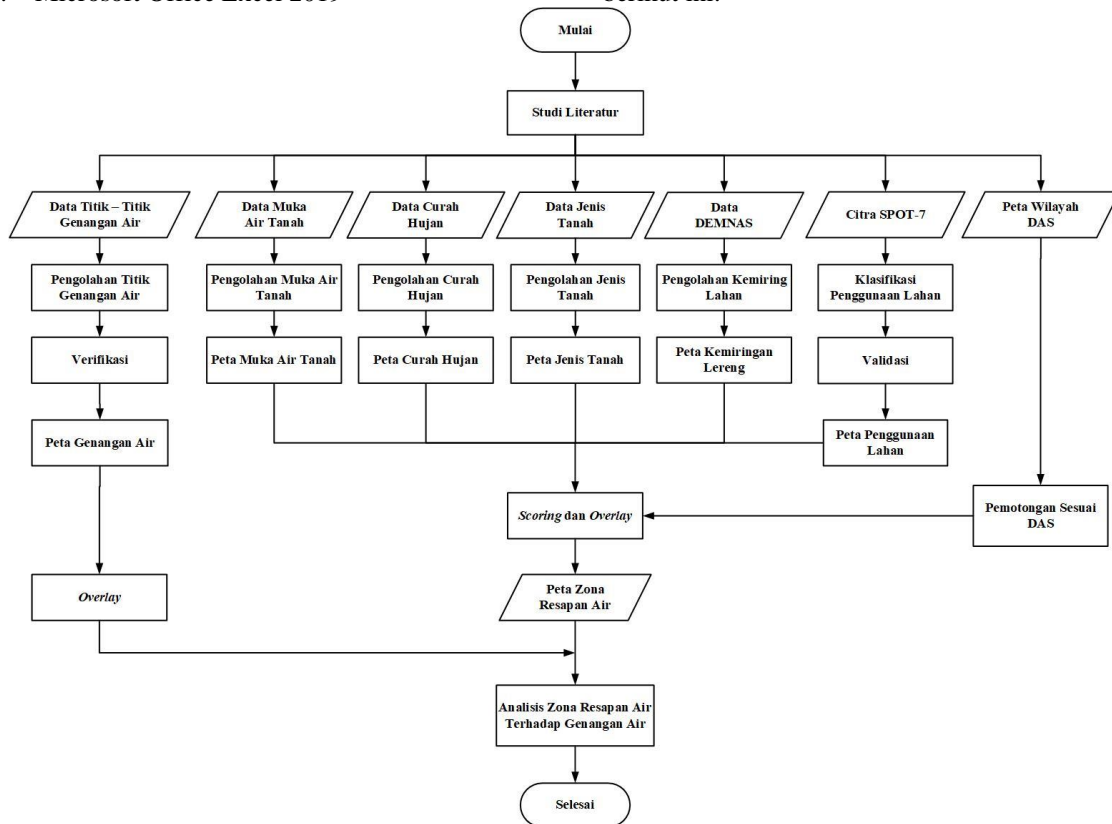 Microsoft Office Excel 2019
berikut ini.
Mulai
Studi Literatur
Data Titik – Titik
Genangan Air
Data Muka
Air Tanah
Data Curah
Hujan
Data Jenis
Tanah
Data
DEMNAS
Citra SPOT-7
Peta Wilayah
DAS
Pengolahan Titik
Genangan Air
Pengolahan Muka Air
Tanah
Pengolahan Curah
Hujan
Pengolahan Jenis
Tanah
Pengolahan Kemiring
Lahan
Klasifikasi
Penggunaan Lahan
Verifikasi
Peta Muka Air Tanah
Peta Curah Hujan
Peta Jenis Tanah
Peta Kemiringan
Lereng
Validasi
Peta Genangan Air
Peta Penggunaan
Lahan
Scoring dan Overlay
Pemotongan Sesuai
DAS
Overlay
Peta Zona
Resapan Air
Analisis Zona Resapan Air
Terhadap Genangan Air
Selesai